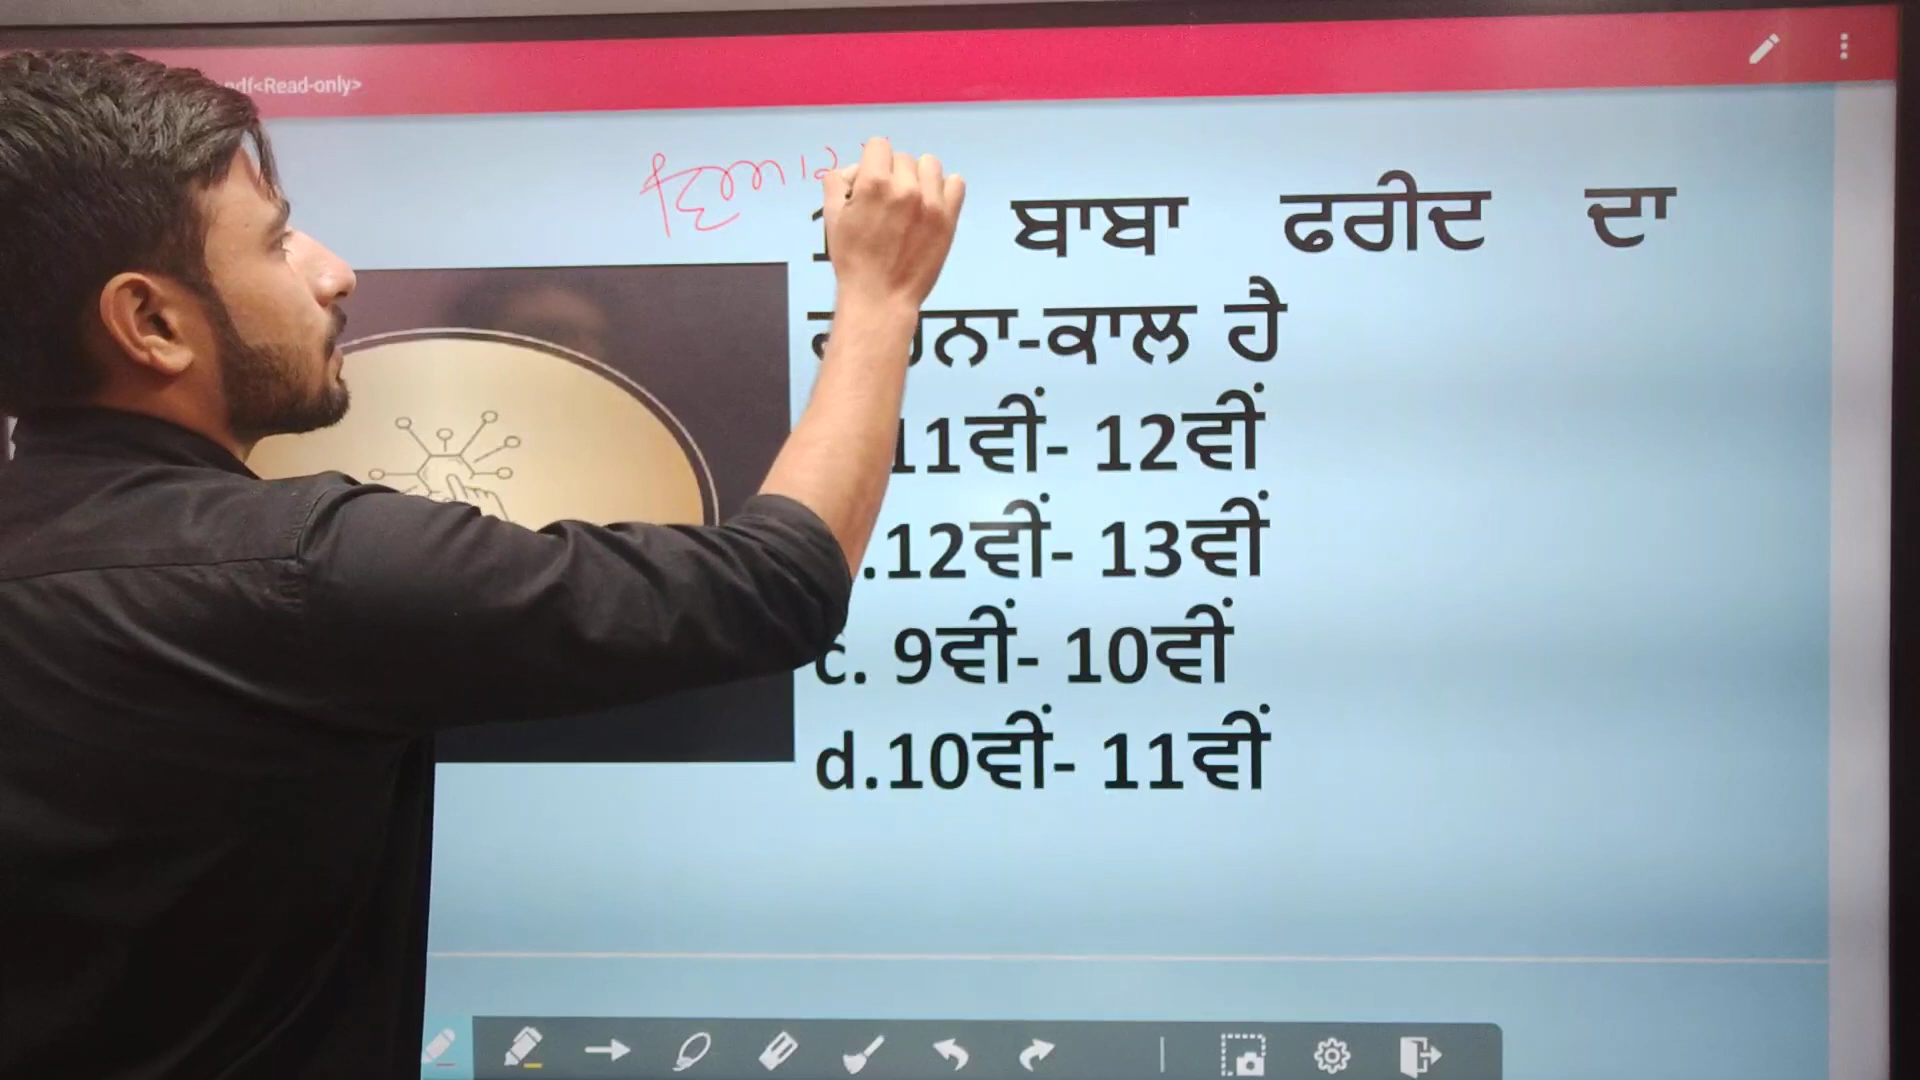 pdf<Read-only>
ਬਾਬਾ ਫਰੀਦ ਦਾ
ਨਾ-ਕਾਲ ਹੈ
11ਵੀਂ- 12ਵੀਂ
.12ਵੀਂ- 13ਵੀਂ
c. 9ਵੀਂ- 10ਵੀਂ
d.10ਵੀਂ- 11ਵੀਂ